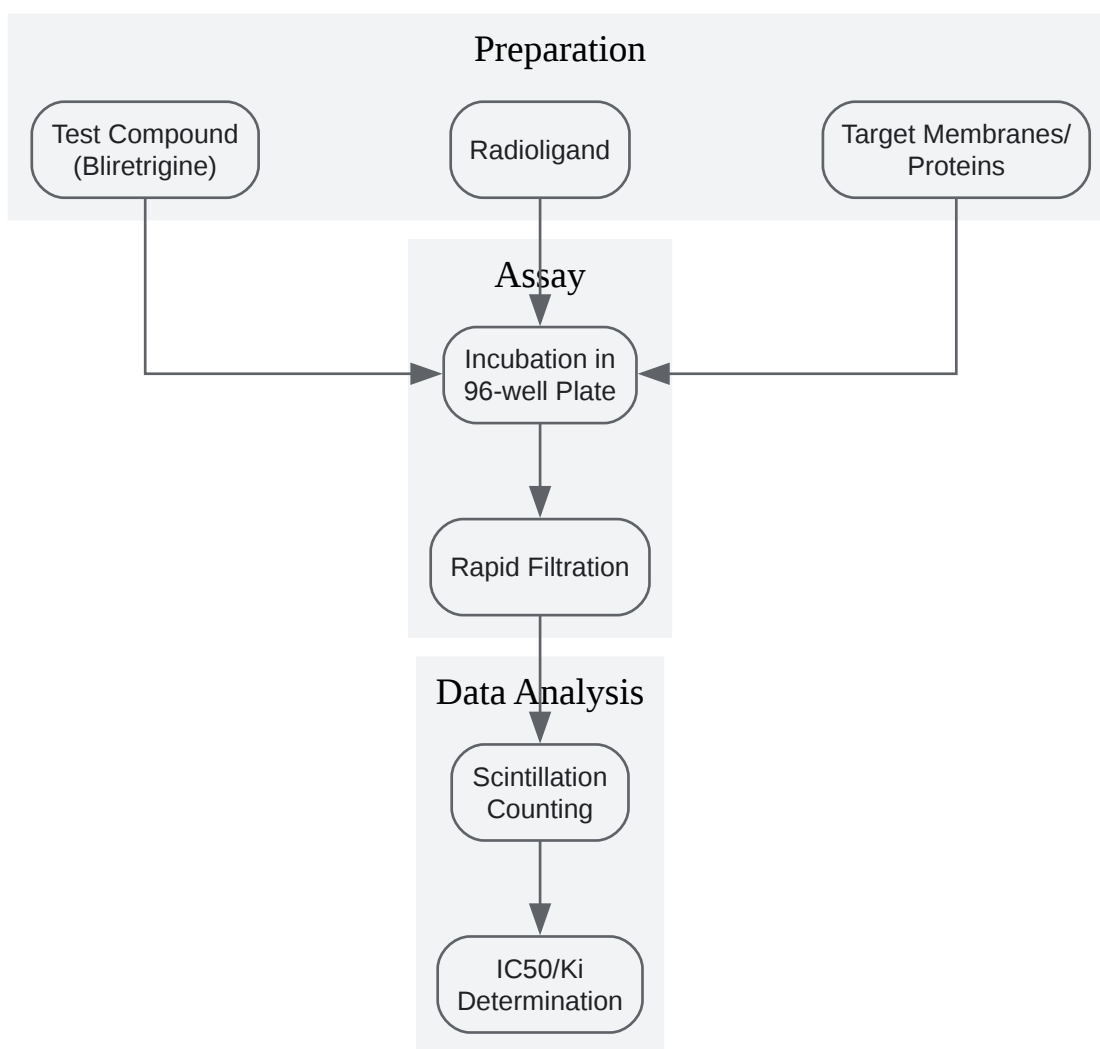 Preparation
Test Compound
(Bliretrigine)
Radioligand
Target Membranes/
Proteins
Assay
Incubation in
96-well Plate
Rapid Filtration
Data Analysis
Scintillation
Counting
IC50/Ki
Determination